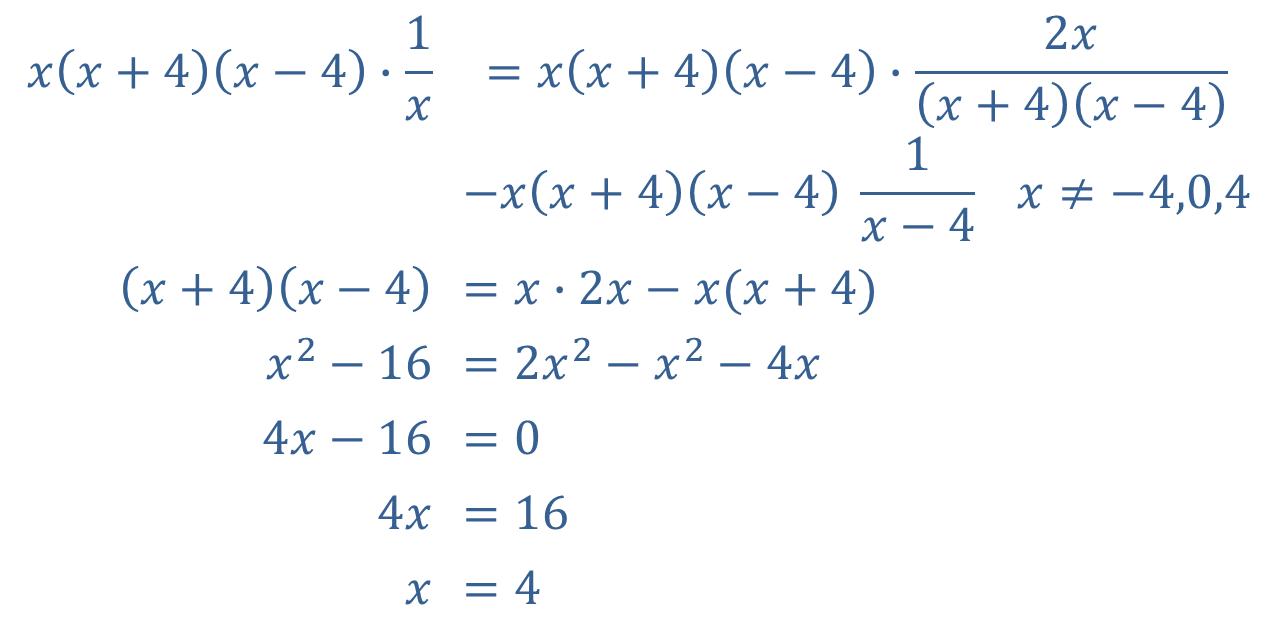 x(x + 4)(x − 4) · 1/x = x(x + 4)(x − 4) · 2x/((x + 4)(x − 4))
−x(x + 4)(x − 4) 1/(x − 4) x ≠ −4,0,4
(x + 4)(x − 4) = x · 2x − x(x + 4)
x² − 16 = 2x² − x² − 4x
4x − 16 = 0
4x = 16
x = 4